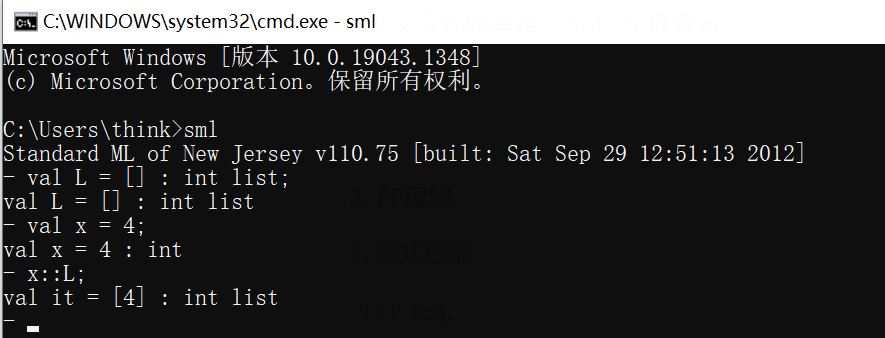 C:\WINDOWS\system32\cmd.exe - sml
Microsoft Windows [版本 10.0.19043.1348]
(c) Microsoft Corporation。保留所有权利。
C:\Users\think>sml
Standard ML of New Jersey v110.75 [built: Sat Sep 29 12:51:13 2012]
- val L = [] : int list;
val L = [] : int list
- val x = 4;
val x = 4 : int
- x::L;
val it = [4] : int list
-